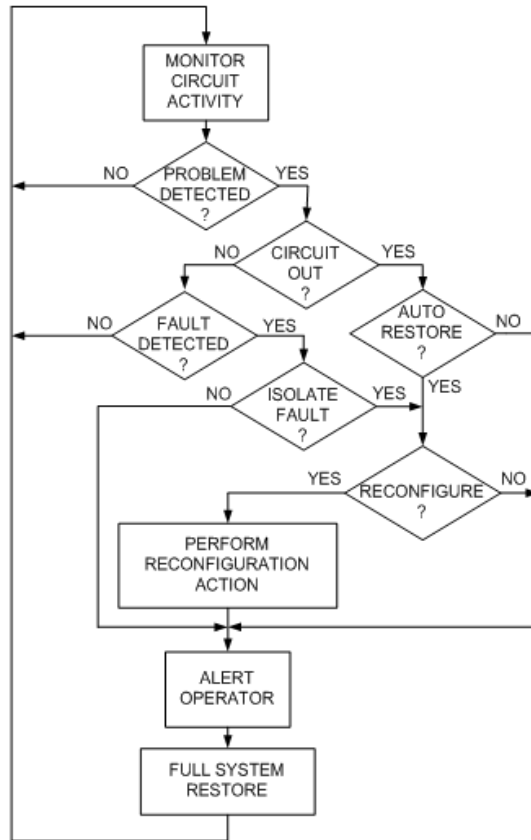 MONITOR
CIRCUIT
ACTIVITY
NO
PROBLEM
DETECTED
?
YES
NO
CIRCUIT
OUT
?
YES
NO
FAULT
DETECTED
?
YES
AUTO
RESTORE
?
NO
YES
NO
ISOLATE
FAULT
?
YES
YES
RECONFIGURE
?
NO
PERFORM
RECONFIGURATION
ACTION
ALERT
OPERATOR
FULL SYSTEM
RESTORE